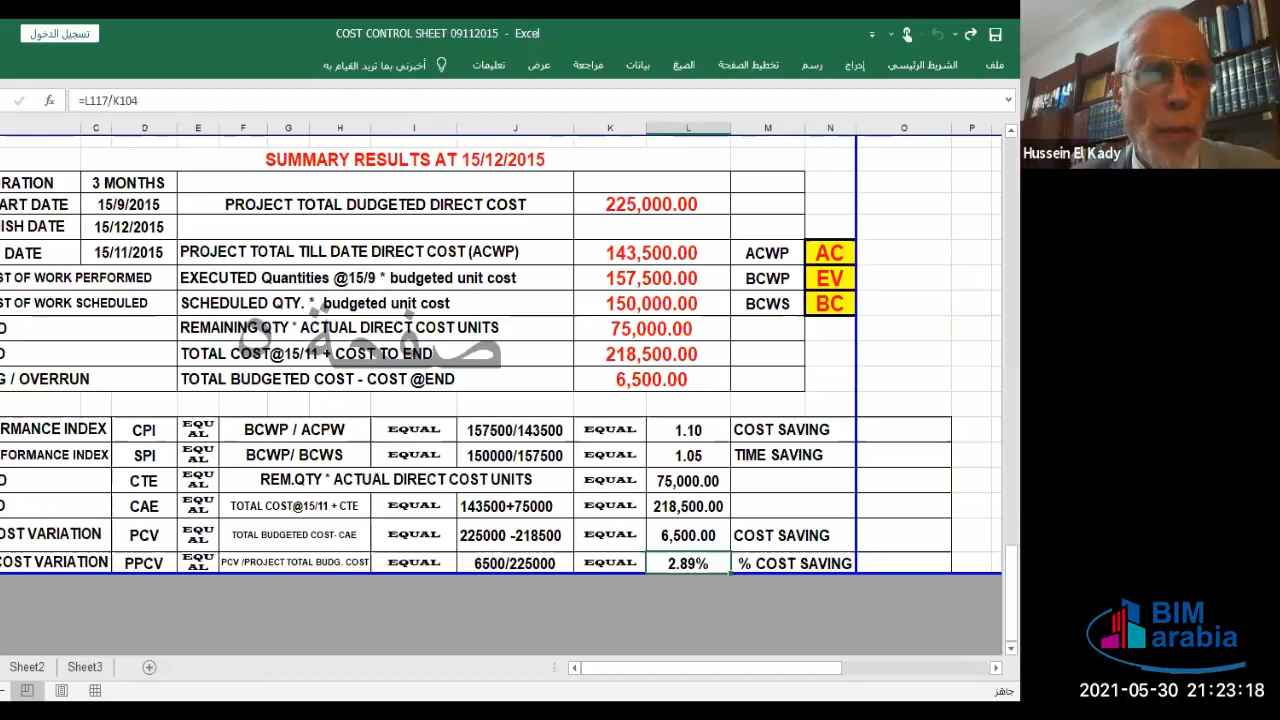 تسجيل الدخول
COST CONTROL SHEET 09112015 - Excel
ملف
الشريط الرئيسي
إدراج
رسم
تخطيط الصفحة
الصيغ
بيانات
مراجعة
عرض
تعليمات
أخبرني بما تريد القيام به
fx =L117/K104
C D E F G H I J K L M N O P
SUMMARY RESULTS AT 15/12/2015
RATION 3 MONTHS
ART DATE 15/9/2015 PROJECT TOTAL DUDGETED DIRECT COST 225,000.00
ISH DATE 15/12/2015
DATE 15/11/2015 PROJECT TOTAL TILL DATE DIRECT COST (ACWP) 143,500.00 ACWP AC
ST OF WORK PERFORMED EXECUTED Quantities @15/9 * budgeted unit cost 157,500.00 BCWP EV
ST OF WORK SCHEDULED SCHEDULED QTY. * budgeted unit cost 150,000.00 BCWS BC
D REMAINING QTY * ACTUAL DIRECT COST UNITS 75,000.00
D TOTAL COST@15/11 + COST TO END 218,500.00
G / OVERRUN TOTAL BUDGETED COST - COST @END 6,500.00
صفحة ٥
RMANCE INDEX CPI EQUAL BCWP / ACPW EQUAL 157500/143500 EQUAL 1.10 COST SAVING
FORMANCE INDEX SPI EQUAL BCWP/ BCWS EQUAL 150000/157500 EQUAL 1.05 TIME SAVING
D CTE EQUAL REM.QTY * ACTUAL DIRECT COST UNITS 75,000.00
D CAE EQUAL TOTAL COST@15/11 + CTE EQUAL 143500+75000 EQUAL 218,500.00
OST VARIATION PCV EQUAL TOTAL BUDGETED COST- CAE EQUAL 225000 -218500 EQUAL 6,500.00 COST SAVING
COST VARIATION PPCV EQUAL PCV /PROJECT TOTAL BUDG. COST EQUAL 6500/225000 EQUAL 2.89% % COST SAVING
Sheet2 Sheet3
جاهز
Hussein El Kady
BIM
arabia
2021-05-30 21:23:18